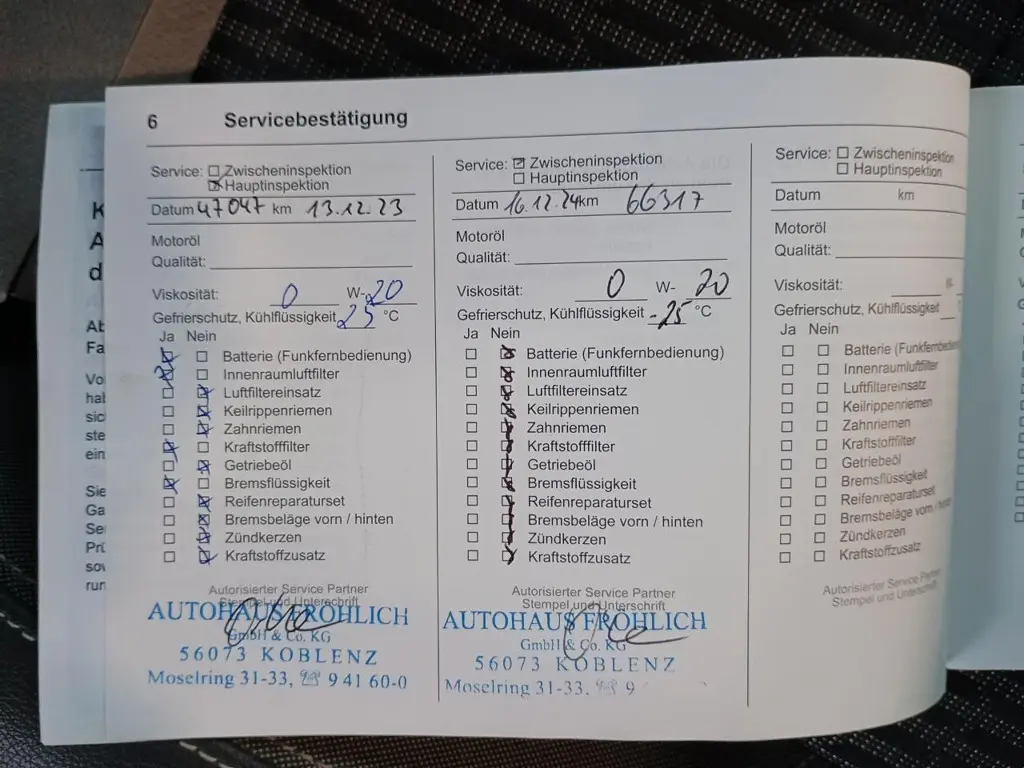 6 Servicebestätigung
Service: ☐ Zwischeninspektion
☒ Hauptinspektion
Datum 47047 km 13.12.23
Motoröl
Qualität:
Viskosität: 0 W-20
Gefrierschutz, Kühlflüssigkeit 25 °C
Ja Nein
☒ ☐ Batterie (Funkfernbedienung)
☒ ☐ Innenraumluftfilter
☐ ☒ Luftfiltereinsatz
☐ ☒ Keilrippenriemen
☐ ☒ Zahnriemen
☒ ☐ Kraftstofffilter
☐ ☒ Getriebeöl
☒ ☐ Bremsflüssigkeit
☐ ☒ Reifenreparaturset
☐ ☒ Bremsbeläge vorn / hinten
☐ ☒ Zündkerzen
☐ ☒ Kraftstoffzusatz
Autorisierter Service Partner
Stempel und Unterschrift
AUTOHAUS FRÖHLICH
GmbH & Co. KG
56073 KOBLENZ
Moselring 31-33, ☏ 9 41 60-0
Service: ☒ Zwischeninspektion
☐ Hauptinspektion
Datum 16.12.24 km 66317
Motoröl
Qualität:
Viskosität: 0 W- 20
Gefrierschutz, Kühlflüssigkeit -25 °C
Ja Nein
☐ ☒ Batterie (Funkfernbedienung)
☐ ☒ Innenraumluftfilter
☐ ☒ Luftfiltereinsatz
☐ ☒ Keilrippenriemen
☐ ☒ Zahnriemen
☐ ☒ Kraftstofffilter
☐ ☒ Getriebeöl
☐ ☒ Bremsflüssigkeit
☐ ☒ Reifenreparaturset
☐ ☒ Bremsbeläge vorn / hinten
☐ ☒ Zündkerzen
☐ ☒ Kraftstoffzusatz
Autorisierter Service Partner
Stempel und Unterschrift
AUTOHAUS FRÖHLICH
GmbH & Co. KG
56073 KOBLENZ
Moselring 31-33, ☏ 9
Service: ☐ Zwischeninspektion
☐ Hauptinspektion
Datum km
Motoröl
Qualität:
Viskosität:
Gefrierschutz, Kühlflüssigkeit
Ja Nein
☐ ☐ Batterie (Funkfernbedienung
☐ ☐ Innenraumluftfilter
☐ ☐ Luftfiltereinsatz
☐ ☐ Keilrippenriemen
☐ ☐ Zahnriemen
☐ ☐ Kraftstofffilter
☐ ☐ Getriebeöl
☐ ☐ Bremsflüssigkeit
☐ ☐ Reifenreparaturset
☐ ☐ Bremsbeläge vorn / hinten
☐ ☐ Zündkerzen
☐ ☐ Kraftstoffzusatz
Autorisierter Service Partner
Stempel und Unterschrift